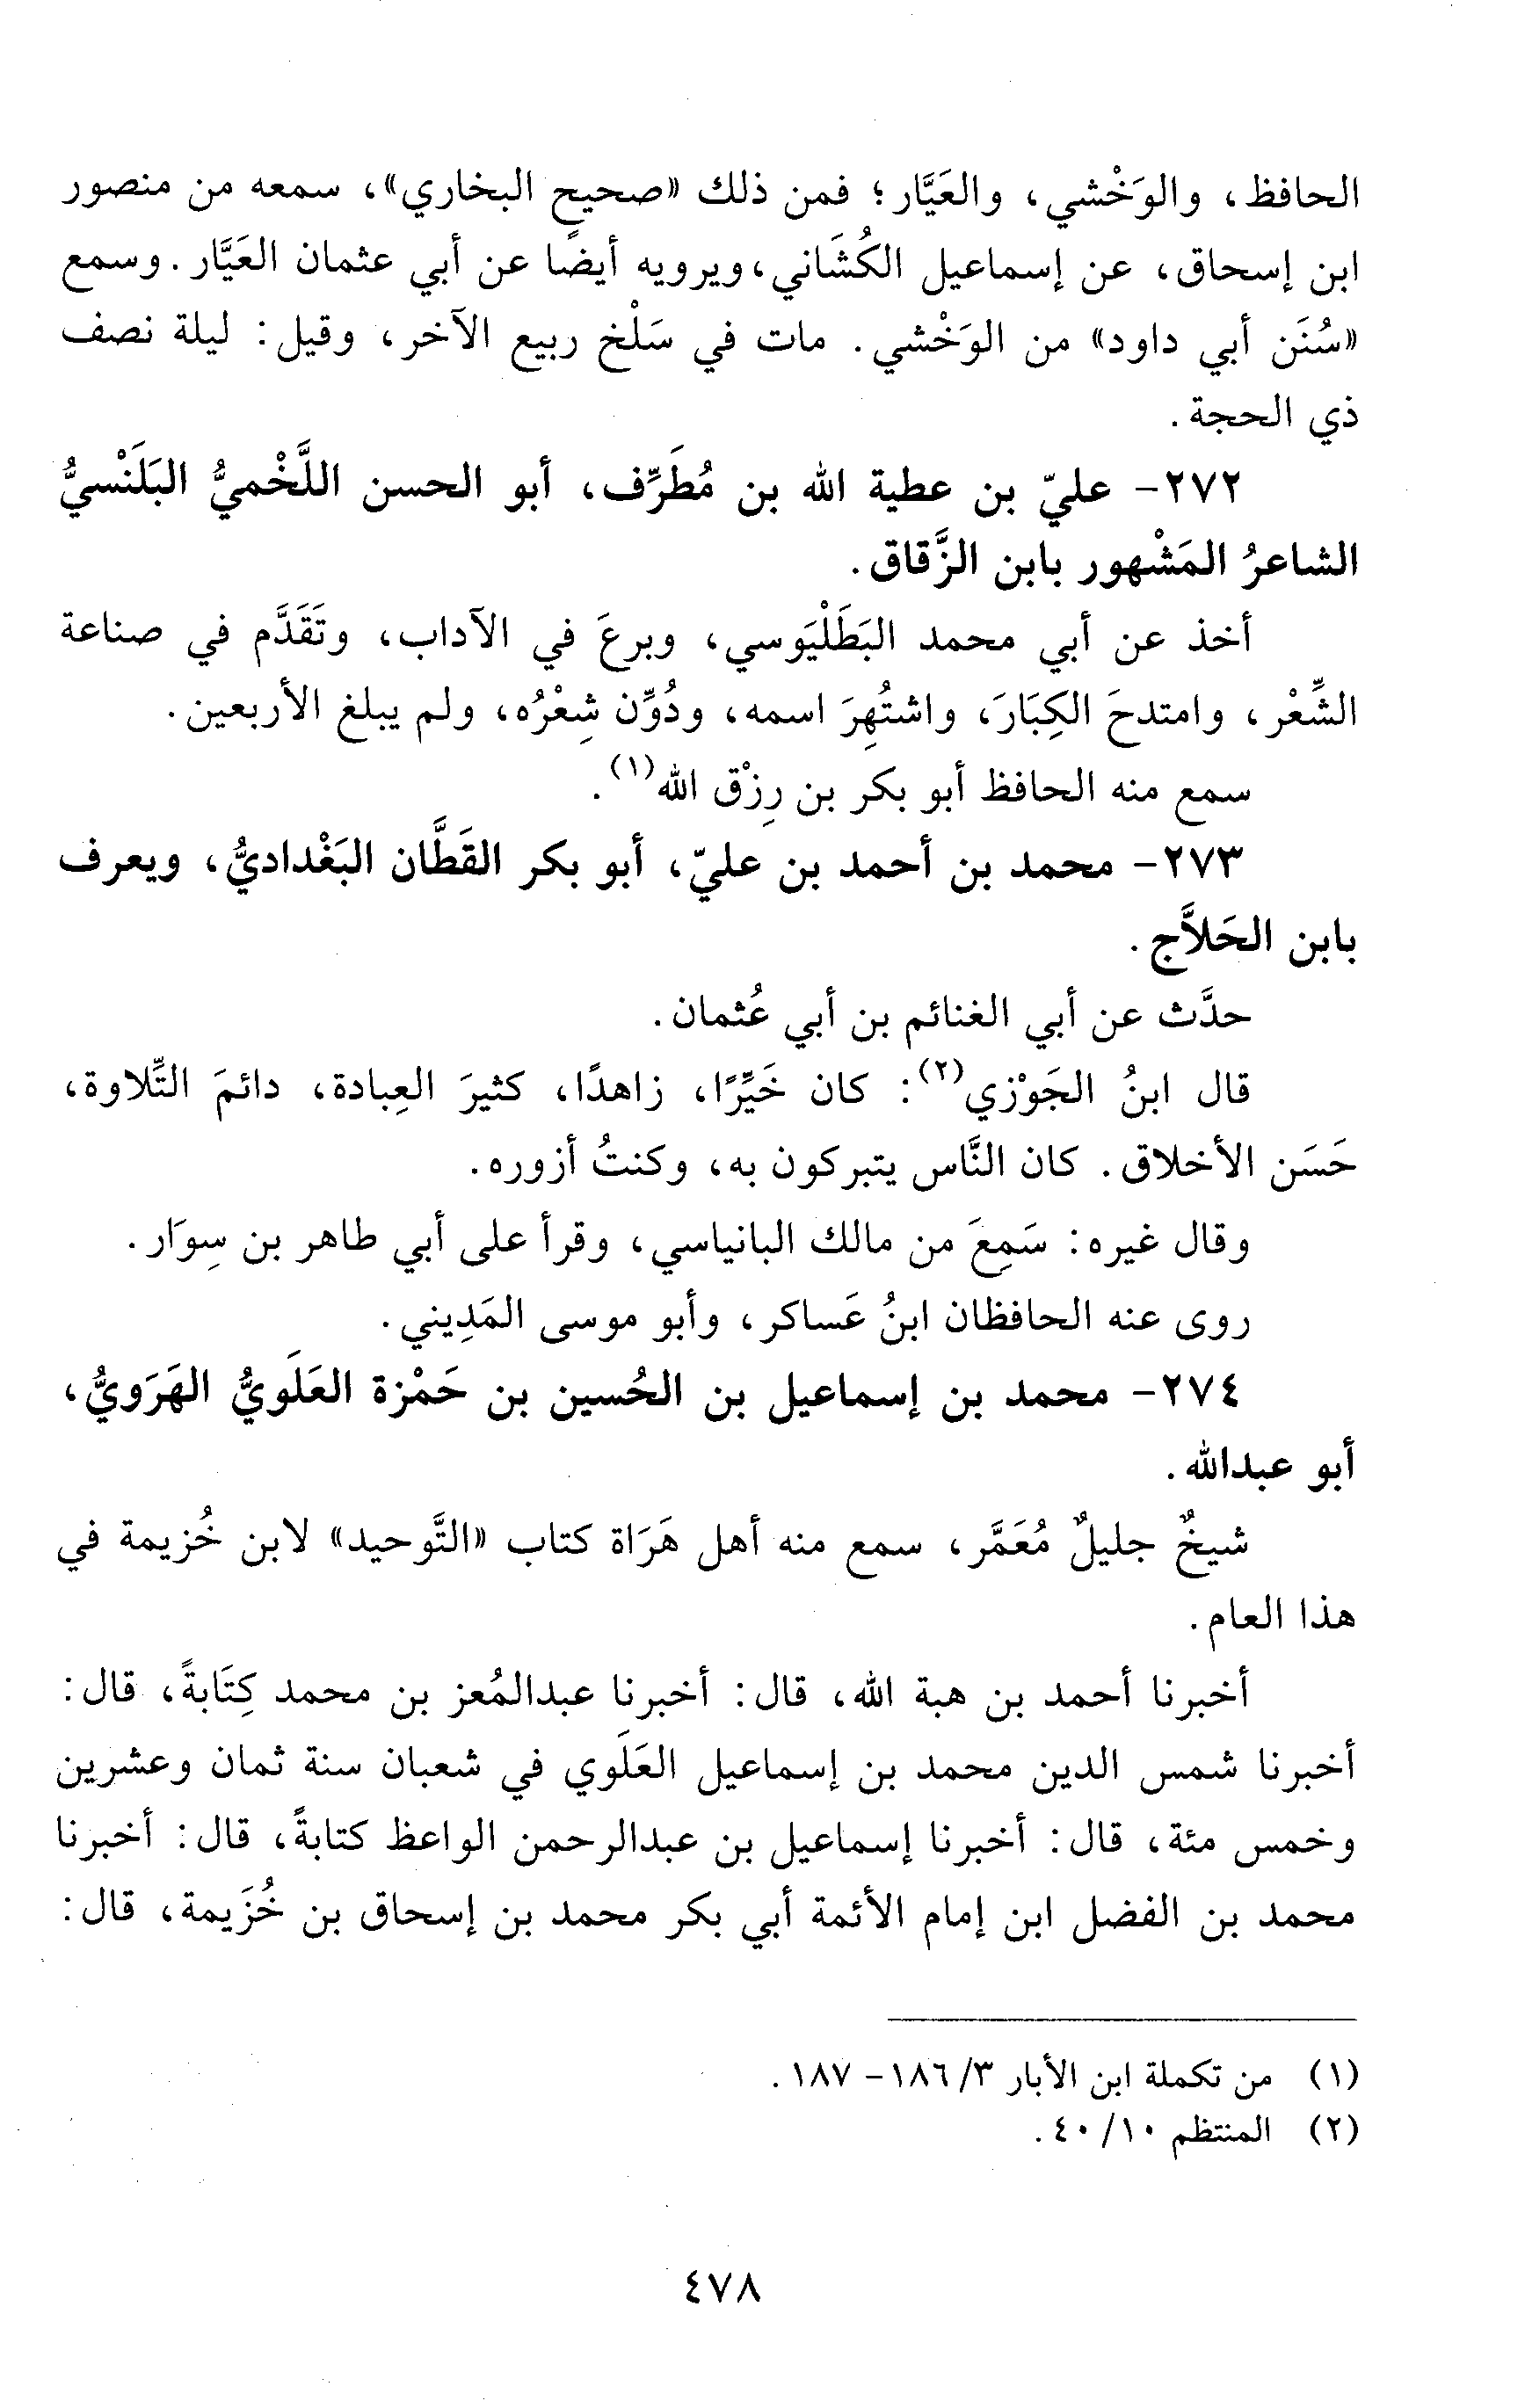 الحافظ، والوَخْشي، والعَيَّار؛ فمن ذلك «صحيح البخاري»، سمعه من منصور
ابن إسحاق، عن إسماعيل الكُشَاني، ويرويه أيضًا عن أبي عثمان العَيَّار. وسمع
«سُنَن أبي داود» من الوَخْشي. مات في سَلْخ ربيع الآخر، وقيل: ليلة نصف
ذي الحجة.
٢٧٢- عليّ بن عطية الله بن مُطَرِّف، أبو الحسن اللَّخْميُّ البَلَنْسيُّ
الشاعرُ المَشْهور بابن الزَّقاق.
أخذ عن أبي محمد البَطَلْيَوسي، وبرعَ في الآداب، وتَقَدَّم في صناعة
الشِّعْر، وامتدحَ الكِبَارَ، واشتُهِرَ اسمه، ودُوِّن شِعْرُه، ولم يبلغ الأربعين.
سمع منه الحافظ أبو بكر بن رِزْق الله(١).
٢٧٣- محمد بن أحمد بن عليّ، أبو بكر القَطَّان البَغْداديُّ، ويعرف
بابن الحَلاَّج.
حدَّث عن أبي الغنائم بن أبي عُثمان.
قال ابنُ الجَوْزي(٢): كان خَيِّرًا، زاهدًا، كثيرَ العِبادة، دائمَ التِّلاوة،
حَسَن الأخلاق. كان النَّاس يتبركون به، وكنتُ أزوره.
وقال غيره: سَمِعَ من مالك البانياسي، وقرأ على أبي طاهر بن سِوَار.
روى عنه الحافظان ابنُ عَساكر، وأبو موسى المَدِيني.
٢٧٤- محمد بن إسماعيل بن الحُسين بن حَمْزة العَلَويُّ الهَرَويُّ،
أبو عبدالله.
شيخٌ جليلٌ مُعَمَّر، سمع منه أهل هَرَاة كتاب «التَّوحيد» لابن خُزيمة في
هذا العام.
أخبرنا أحمد بن هبة الله، قال: أخبرنا عبدالمُعز بن محمد كِتَابةً، قال:
أخبرنا شمس الدين محمد بن إسماعيل العَلَوي في شعبان سنة ثمان وعشرين
وخمس مئة، قال: أخبرنا إسماعيل بن عبدالرحمن الواعظ كتابةً، قال: أخبرنا
محمد بن الفضل ابن إمام الأئمة أبي بكر محمد بن إسحاق بن خُزَيمة، قال:
(١) من تكملة ابن الأبار ٣/ ١٨٦- ١٨٧.
(٢) المنتظم ١٠/ ٤٠.
٤٧٨